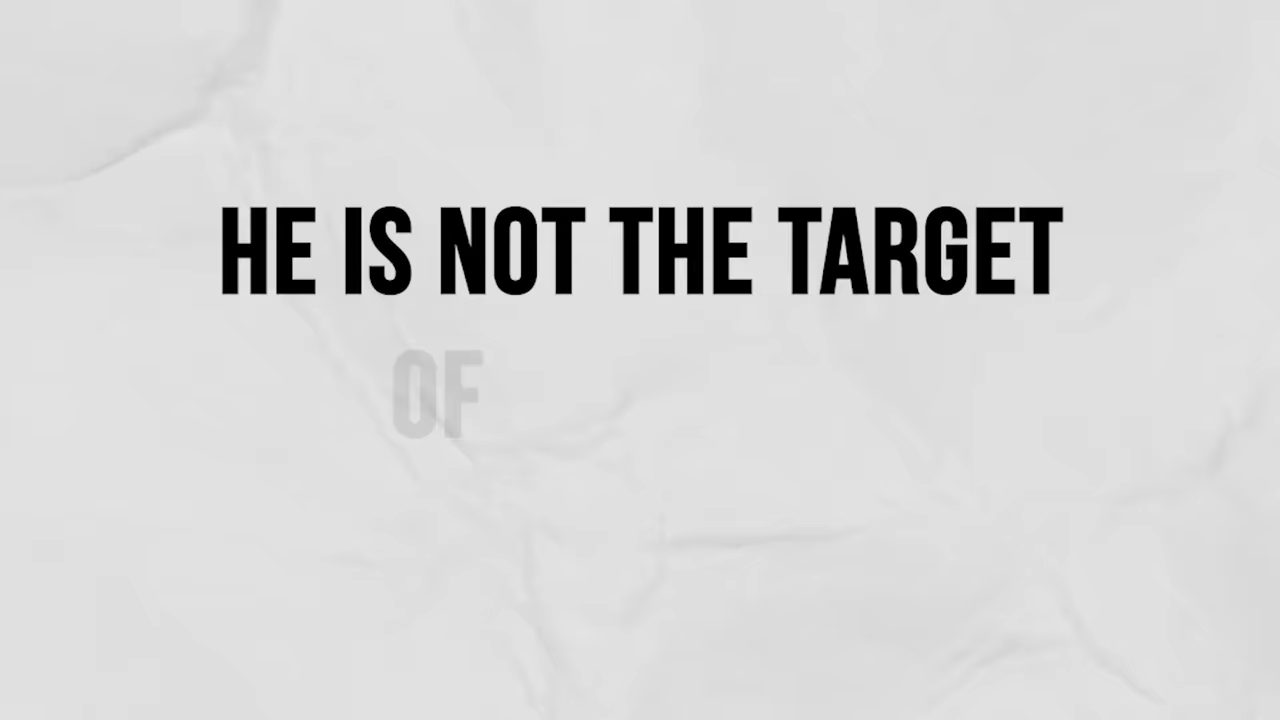 HE IS NOT THE TARGET
OF